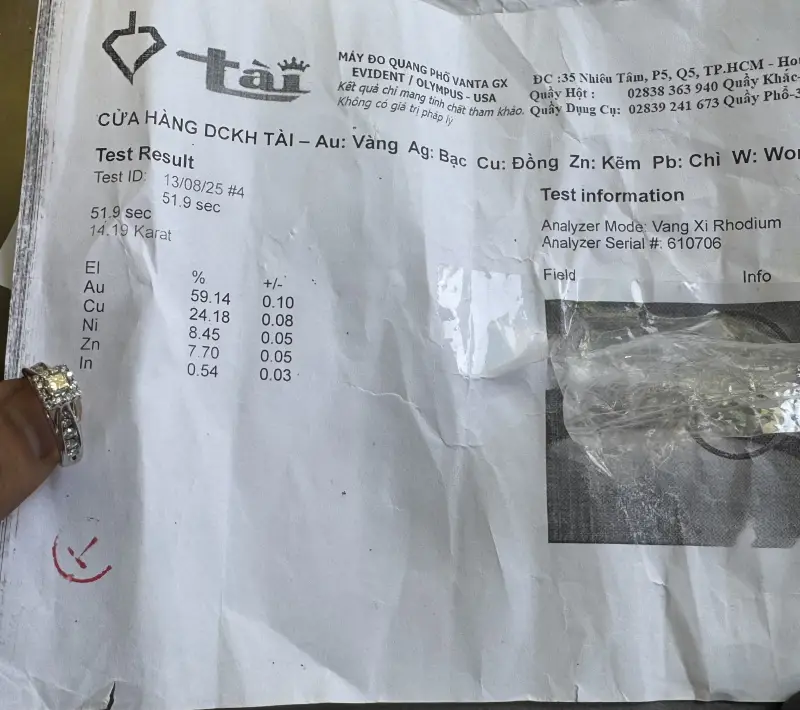 tài
MÁY ĐO QUANG PHỔ VANTA GX
EVIDENT / OLYMPUS - USA
Kết quả chỉ mang tính chất tham khảo.
Không có giá trị pháp lý
ĐC :35 Nhiêu Tâm, P5, Q5, TP.HCM -
Quầy Hột : 02838 363 940 Quầy
Quầy Dụng Cụ: 02839 241 673 Quầy
CỬA HÀNG DCKH TÀI – Au: Vàng Ag: Bạc Cu: Đồng Zn: Kẽm Pb: Chì W:
Test Result
Test ID: 13/08/25 #4
51.9 sec
51.9 sec
14.19 Karat
El % +/-
Au 59.14 0.10
Cu 24.18 0.08
Ni 8.45 0.05
Zn 7.70 0.05
In 0.54 0.03
Test information
Analyzer Mode: Vang Xi Rhodium
Analyzer Serial #: 610706
Field Info